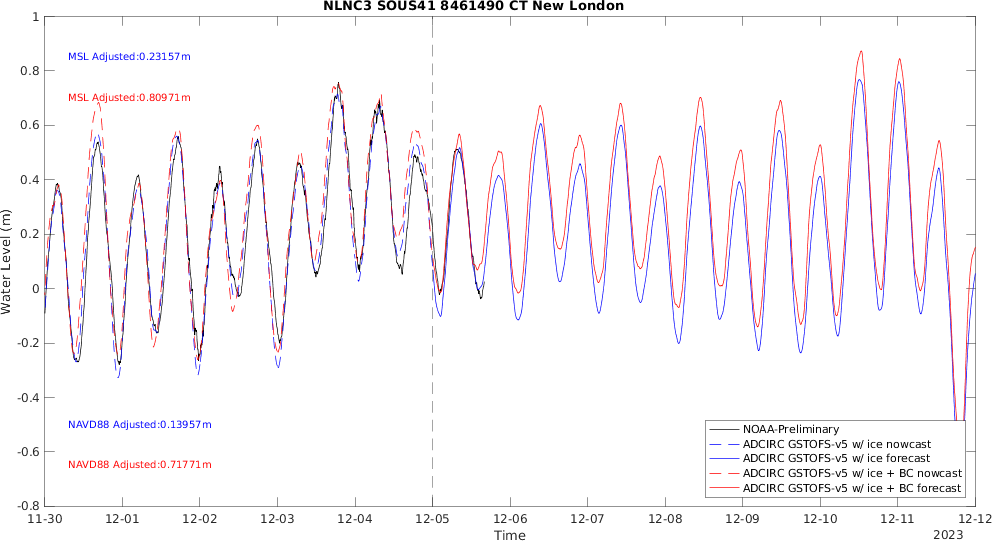 NLNC3 SOUS41 8461490 CT New London
MSL Adjusted:0.23157m
MSL Adjusted:0.80971m
NAVD88 Adjusted:0.13957m
NAVD88 Adjusted:0.71771m
Water Level (m)
1
0.8
0.6
0.4
0.2
0
-0.2
-0.4
-0.6
-0.8
NOAA-Preliminary
ADCIRC GSTOFS-v5 w/ ice nowcast
ADCIRC GSTOFS-v5 w/ ice forecast
ADCIRC GSTOFS-v5 w/ ice + BC nowcast
ADCIRC GSTOFS-v5 w/ ice + BC forecast
11-30 12-01 12-02 12-03 12-04 12-05 12-06 12-07 12-08 12-09 12-10 12-11 12-12
Time
2023